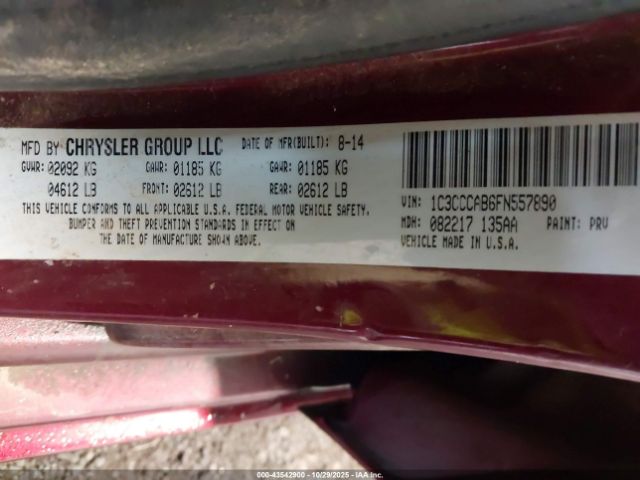 MFD BY CHRYSLER GROUP LLC DATE OF MFR(BUILT): 8-14
GVWR: 02092 KG GAWR: 01185 KG GAWR: 01185 KG
04612 LB FRONT: 02612 LB REAR: 02612 LB
THIS VEHICLE CONFORMS TO ALL APPLICABLE U.S.A. FEDERAL MOTOR VEHICLE SAFETY,
BUMPER AND THEFT PREVENTION STANDARDS IN EFFECT ON
THE DATE OF MANUFACTURE SHOWN ABOVE.
VIN: 1C3CCCAB6FN557890
MDH: 082217 135AA PAINT: PRV
VEHICLE MADE IN U.S.A.
000-43542900 | 10/29/2025 - IAAI.COM